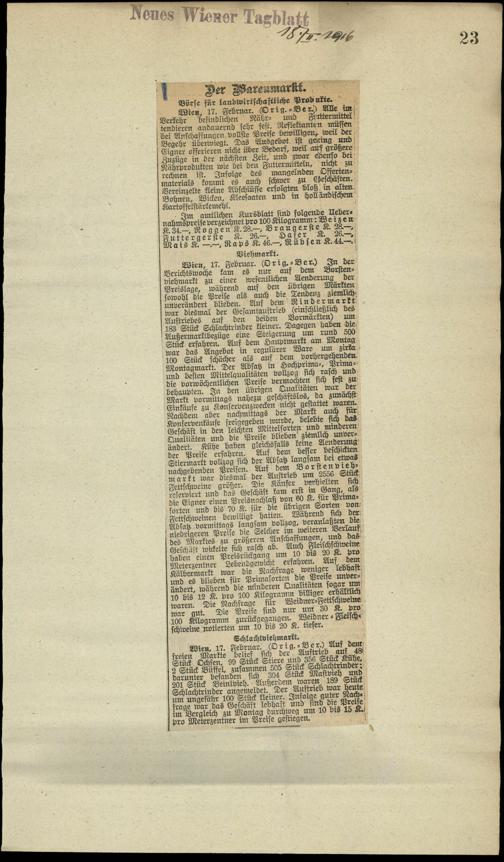 Neues Wiener Tagblatt
18/II. 1916
23
Der Warenmarkt.
Börse für landwirtschaftliche Produkte.
Wien, 17. Februar. (Orig.-Ber.) Alle im
Verkehr befindlichen Nähr- und Futtermittel
tendieren andauernd sehr fest. Reflektanten müssen
bei Anschaffungen vollste Preise bewilligen, weil der
Begehr überwiegt. Das Ausgebot ist gering und
Eigner offerieren nicht über Bedarf, weil auf größere
Zuzüge in der nächsten Zeit, und zwar ebenso bei
Nährprodukten wie bei den Futtermitteln, nicht zu
rechnen ist. Infolge des mangelnden Offerten-
materials kommt es auch schwer zu Geschäften.
Vereinzelte kleine Abschlüsse erfolgten bloß in alten
Bohnen, Wicken, Kleesaaten und in holländischem
Kartoffelstärkemehl.
Im amtlichen Kursblatt sind folgende Ueber-
nahmspreise verzeichnet pro 100 Kilogramm: Weizen
K. 34.—, Roggen K. 28.—, Braugerste K. 28.—,
Futtergerste K. 26.—, Hafer K. 26.—,
Mais K. —.—, Raps K. 46.—, Rübsen K. 44.—.
Viehmarkt.
Wien, 17. Februar. (Orig.-Ber.) In der
Berichtswoche kam es nur auf dem Borsten-
viehmarkt zu einer wesentlichen Aenderung der
Preislage, während auf den übrigen Märkten
sowohl die Preise als auch die Tendenz ziemlich
unverändert blieben. Auf dem Rindermarkt
war diesmal der Gesamtauftrieb (einschließlich des
Auftriebes auf den beiden Vormärkten) um
183 Stück Schlachtrinder kleiner. Dagegen haben die
Außermarktbezüge eine Steigerung um rund 500
Stück erfahren. Auf dem Hauptmarkt am Montag
war das Angebot in regulärer Ware um zirka
100 Stück schächer als auf dem vorhergehenden
Montagmarkt. Der Absatz in Hochprima-, Prima-
und besten Mittelqualitäten vollzog sich rasch und
die vorwöchentlichen Preise vermochten sich fest zu
behaupten. In den übrigen Qualitäten war der
Markt vormittags nahezu geschäftslos, da zunächst
Einkäufe zu Konservenzwecken nicht gestattet waren.
Nachdem aber nachmittags der Markt auch für
Konservenkäufe freigegeben wurde, belebte sich das
Geschäft in den leichten Mittelsorten und minderen
Qualitäten und die Preise blieben ziemlich unver-
ändert. Kühe haben gleichfalls keine Aenderung
der Preise erfahren. Auf dem besser beschickten
Stiermarkt vollzog sich der Absatz langsam bei etwas
nachgebenden Preisen. Auf dem Borstenvieh-
markt war diesmal der Auftrieb um 2556 Stück
Fettschweine größer. Die Käufer verhielten sich
reserviert und das Geschäft kam erst in Gang, als
die Eigner einen Preisnachlaß von 60 K. für Prima-
sorten und bis 70 K. für die übrigen Sorten von
Fettschweinen bewilligt hatten. Während sich der
Absatz vormittags langsam vollzog, veranlaßten die
niedrigeren Preise die Selcher im weiteren Verlauf
des Marktes zu größeren Anschaffungen, und das
Geschäft wickelte sich rasch ab. Auch Fleischschweine
haben einen Preisrückgang um 10 bis 20 K. pro
Meterzentner Lebendgewicht erfahren. Auf dem
Kälbermarkt war die Nachfrage weniger lebhaft
und es blieben für Primasorten die Preise unver-
ändert, während die minderen Qualitäten sogar um
10 bis 12 K. pro 100 Kilogramm billiger erhältlich
waren. Die Nachfrage für Weidner-Fettschweine
war gut. Die Preise sind nur um 30 K. pro
100 Kilogramm zurückgegangen. Weidner-Fleisch-
schweine notierten um 10 bis 20 K. tiefer.
Schlachtviehmarkt.
Wien, 17. Februar. (Orig.-Ber.) Auf dem
freien Markte belief sich der Auftrieb auf 48
Stück Ochsen, 99 Stück Stiere und 356 Stück Kühe,
2 Stück Büffel, zusammen 505 Stück Schlachtrinder;
darunter befanden sich 304 Stück Mastvieh und
201 Stück Beinlvieh. Außerdem waren 189 Stück
Schlachtrinder angemeldet. Der Auftrieb war heute
um ungefähr 100 Stück kleiner. Infolge guter Nach-
frage war das Geschäft lebhaft und sind die Preise
im Vergleich zu Montag durchweg um 10 bis 15 K.
pro Meterzentner im Preise gestiegen.